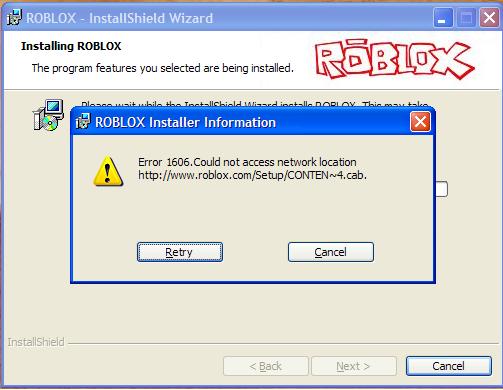 ROBLOX - InstallShield Wizard
Installing ROBLOX
The program features you selected are being installed.
ROBLOX
Please wait while the InstallShield Wizard installs ROBLOX. This may take
ROBLOX Installer Information
Error 1606.Could not access network location
http://www.roblox.com/Setup/CONTEN~4.cab.
Retry
Cancel
InstallShield
< Back
Next >
Cancel